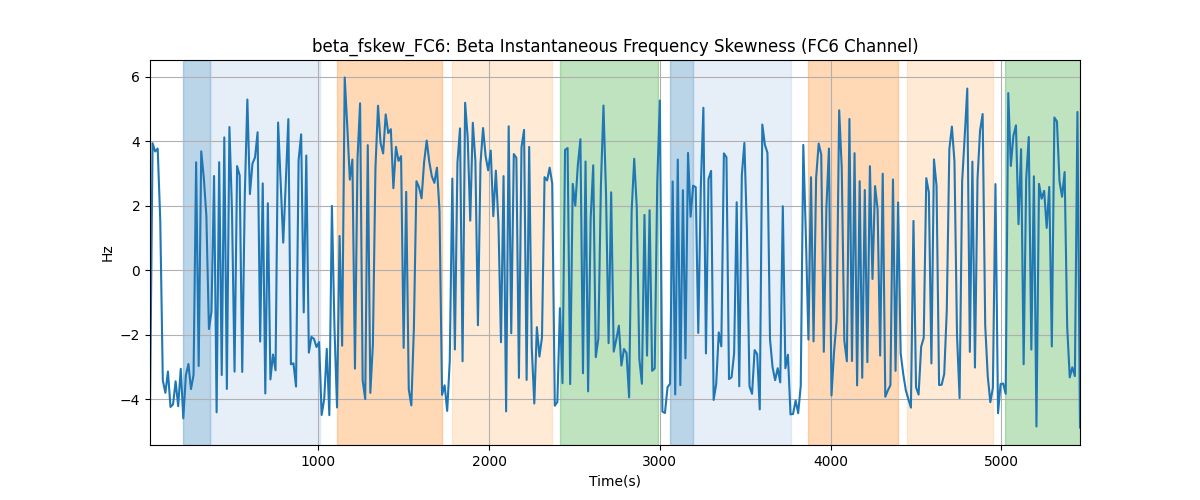 beta_fskew_FC6: Beta Instantaneous Frequency Skewness (FC6 Channel)
6
4
2
0
−2
−4
Hz
1000 2000 3000 4000 5000
Time(s)